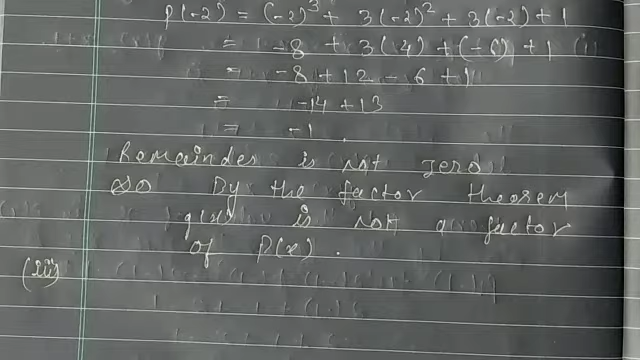 P(-2) = (-2)³ + 3(-2)² + 3(-2) + 1
= -8 + 3(4) + (-6) + 1
= -8 + 12 - 6 + 1
= -14 + 13
= -1
Remainder is not zero
so By the factor theorem
g(x) is not a factor
of P(x).
(iii)